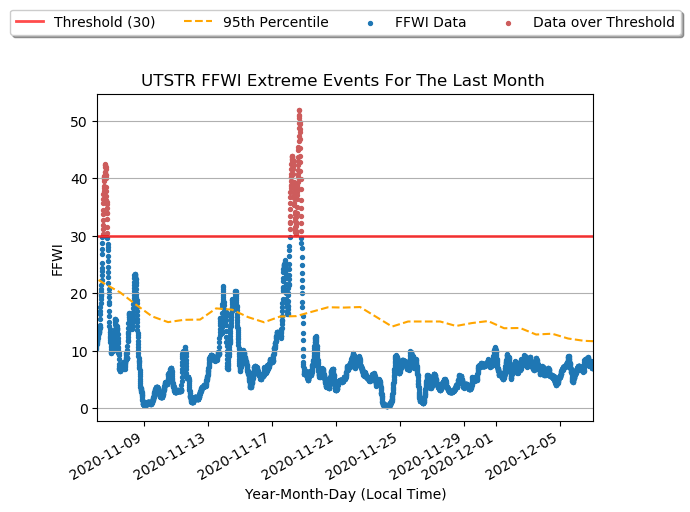 Threshold (30) 95th Percentile FFWI Data Data over Threshold
UTSTR FFWI Extreme Events For The Last Month
50
40
30
20
10
0
FFWI
2020-11-09 2020-11-13 2020-11-17 2020-11-21 2020-11-25 2020-11-29 2020-12-01 2020-12-05
Year-Month-Day (Local Time)